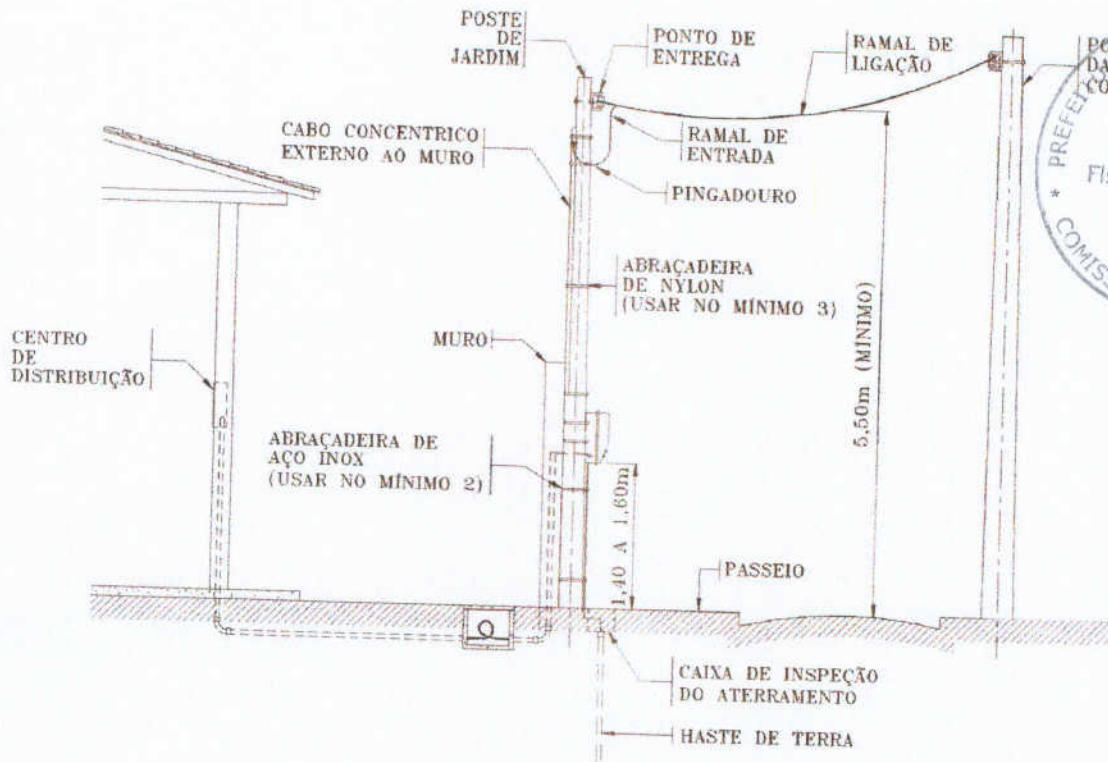 POSTE
DE
JARDIM
PONTO DE
ENTREGA
RAMAL DE
LIGAÇÃO
CABO CONCENTRICO
EXTERNO AO MURO
RAMAL DE
ENTRADA
PINGADOURO
ABRAÇADEIRA
DE NYLON
(USAR NO MÍNIMO 3)
MURO
CENTRO
DE
DISTRIBUIÇÃO
ABRAÇADEIRA DE
AÇO INOX
(USAR NO MÍNIMO 2)
1,40 A 1,60m
5,50m (MÍNIMO)
PASSEIO
CAIXA DE INSPEÇÃO
DO ATERRAMENTO
HASTE DE TERRA
DA